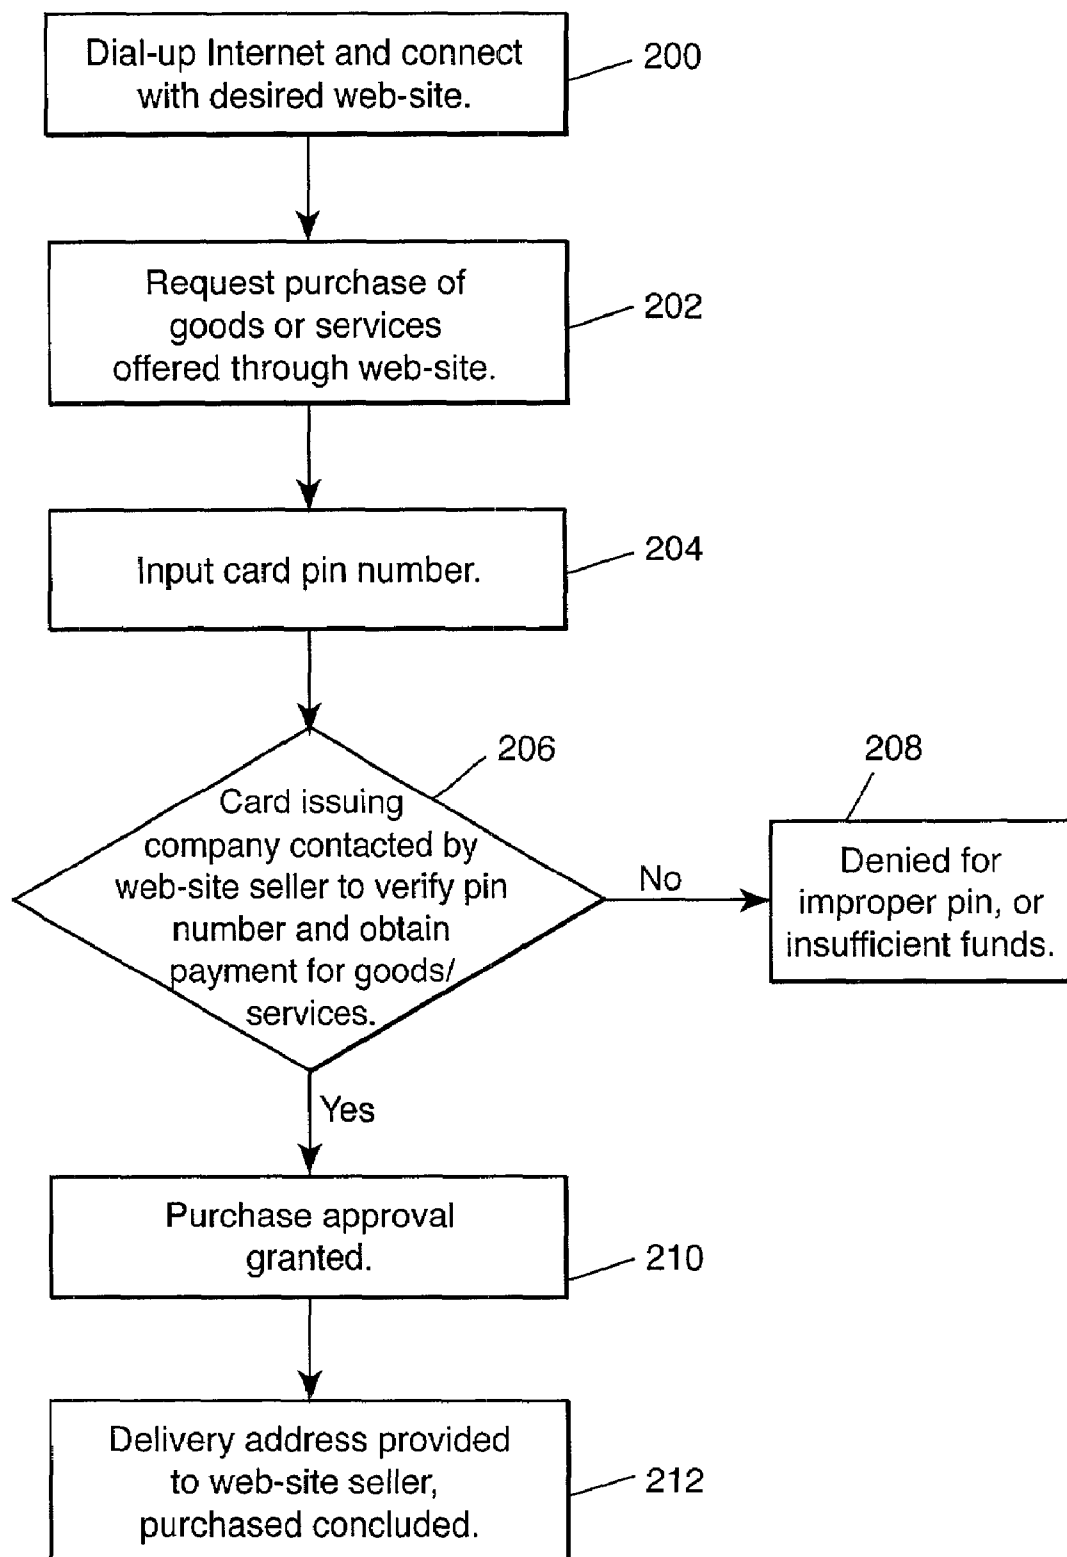 Dial-up Internet and connect
with desired web-site.
200
Request purchase of
goods or services
offered through web-site.
202
Input card pin number.
204
206
Card issuing
company contacted by
web-site seller to verify pin
number and obtain
payment for goods/
services.
No
208
Denied for
improper pin, or
insufficient funds.
Yes
Purchase approval
granted.
210
Delivery address provided
to web-site seller,
purchased concluded.
212